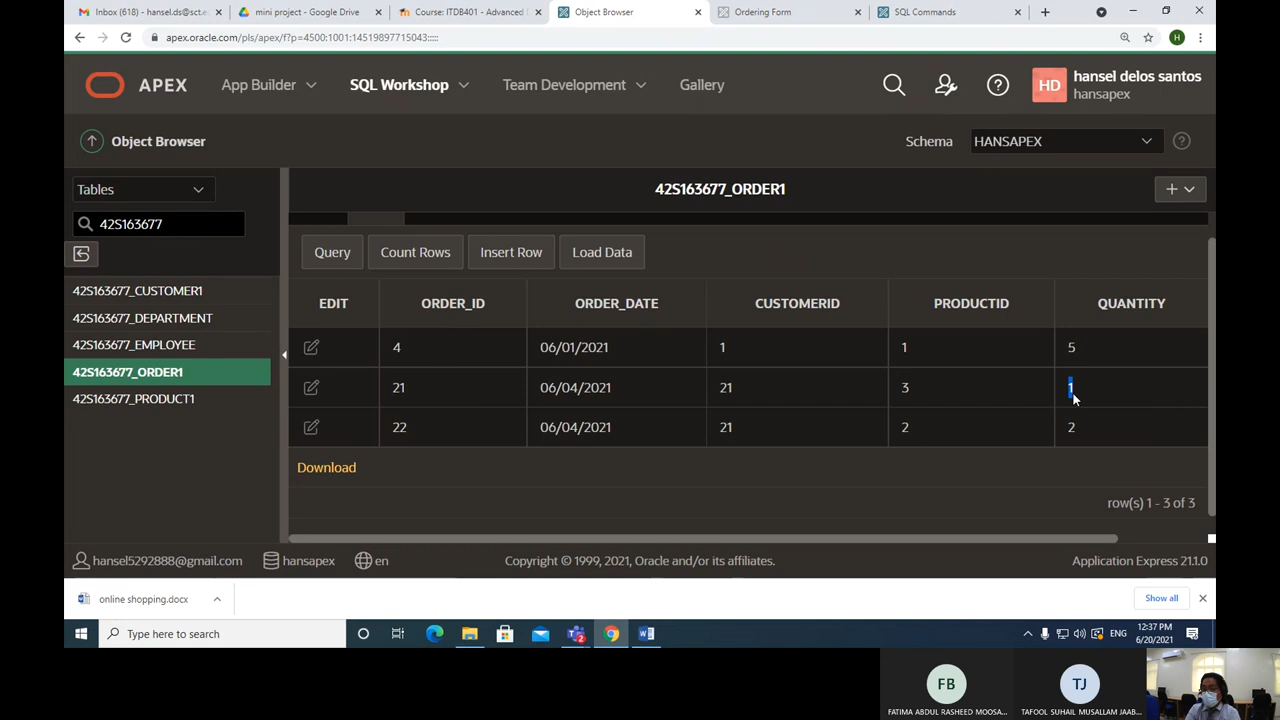 Inbox (618) - hansel.ds@sct.e
mini project - Google Drive
Course: ITDB401 - Advanced
Object Browser
Ordering Form
SQL Commands
apex.oracle.com/pls/apex/f?p=4500:1001:14519897715043:::::
H
APEX
App Builder
SQL Workshop
Team Development
Gallery
HD
hansel delos santos
hansapex
Object Browser
Schema
HANSAPEX
Tables
42S163677_ORDER1
42S163677
Query
Count Rows
Insert Row
Load Data
42S163677_CUSTOMER1
42S163677_DEPARTMENT
42S163677_EMPLOYEE
42S163677_ORDER1
42S163677_PRODUCT1
EDIT ORDER_ID ORDER_DATE CUSTOMERID PRODUCTID QUANTITY
4 06/01/2021 1 1 5
21 06/04/2021 21 3 1
22 06/04/2021 21 2 2
Download
row(s) 1 - 3 of 3
hansel5292888@gmail.com
hansapex
en
Copyright © 1999, 2021, Oracle and/or its affiliates.
Application Express 21.1.0
online shopping.docx
Show all
Type here to search
ENG
12:37 PM
6/20/2021
FB
FATIMA ABDUL RASHEED MOOSA...
TJ
TAFOOL SUHAIL MUSALLAM JAAB...